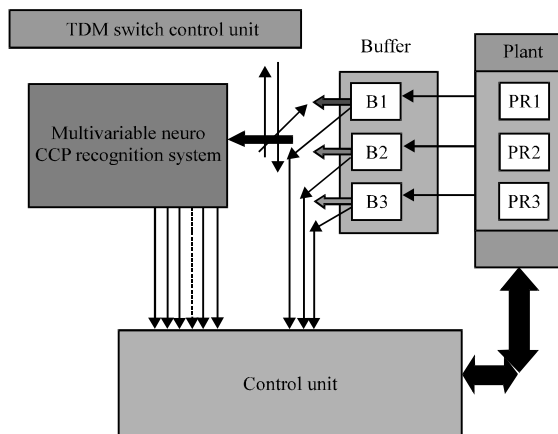 TDM switch control unit
Buffer
Plant
Multivariable neuro
CCP recognition system
B1
B2
B3
PR1
PR2
PR3
Control unit